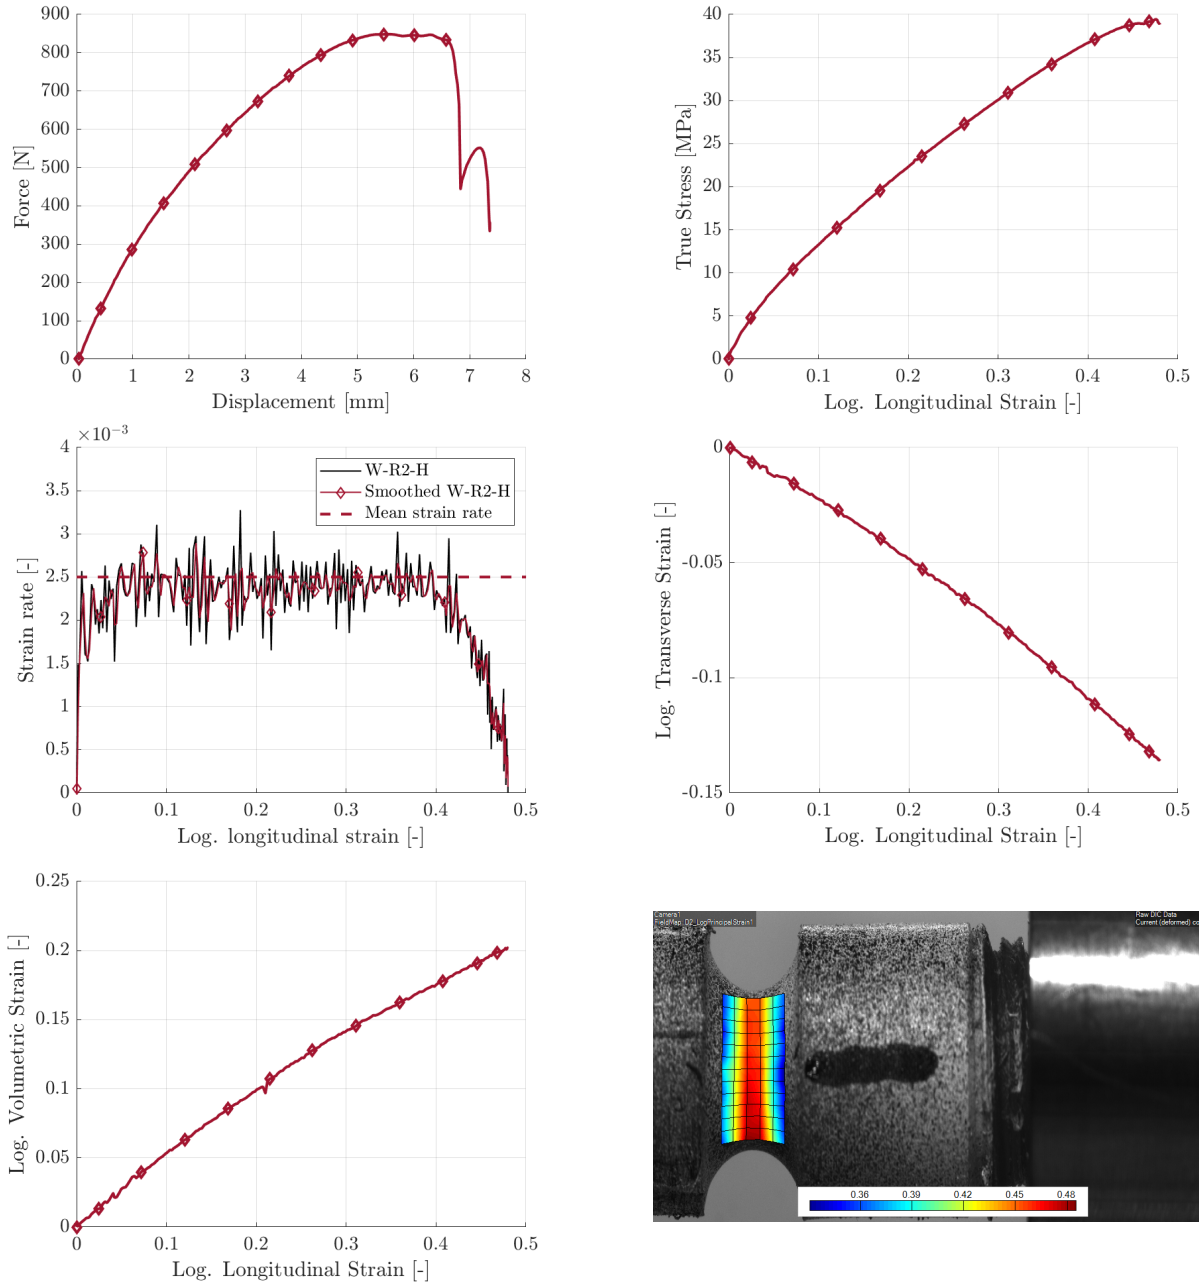 900
800
700
600
500
400
300
200
100
0
Force [N]
0 1 2 3 4 5 6 7 8
Displacement [mm]
40
35
30
25
20
15
10
5
0
True Stress [MPa]
0 0.1 0.2 0.3 0.4 0.5
Log. Longitudinal Strain [-]
×10⁻³
4
3.5
3
2.5
2
1.5
1
0.5
0
Strain rate [-]
W-R2-H
Smoothed W-R2-H
Mean strain rate
0 0.1 0.2 0.3 0.4 0.5
Log. longitudinal strain [-]
0
-0.05
-0.1
-0.15
Log. Transverse Strain [-]
0 0.1 0.2 0.3 0.4 0.5
Log. Longitudinal Strain [-]
0.25
0.2
0.15
0.1
0.05
0
Log. Volumetric Strain [-]
0 0.1 0.2 0.3 0.4 0.5
Log. Longitudinal Strain [-]
Camera1
FieldMap: D2_LogPrincipalStrain1
Raw DIC Data
Current (deformed) co
0.36 0.39 0.42 0.45 0.48